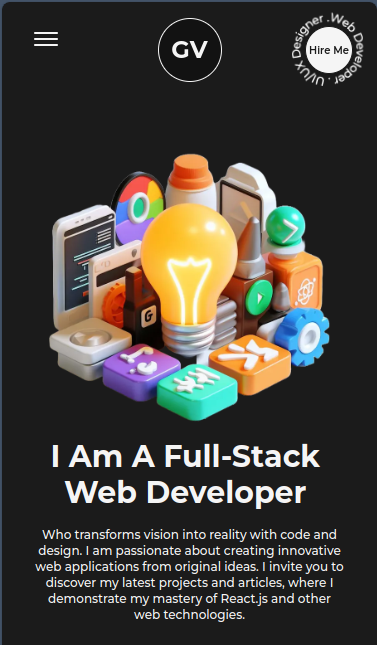 GV
UI/UX Designer . Web Developer .
Hire Me
G
I Am A Full-Stack
Web Developer
Who transforms vision into reality with code and
design. I am passionate about creating innovative
web applications from original ideas. I invite you to
discover my latest projects and articles, where I
demonstrate my mastery of React.js and other
web technologies.